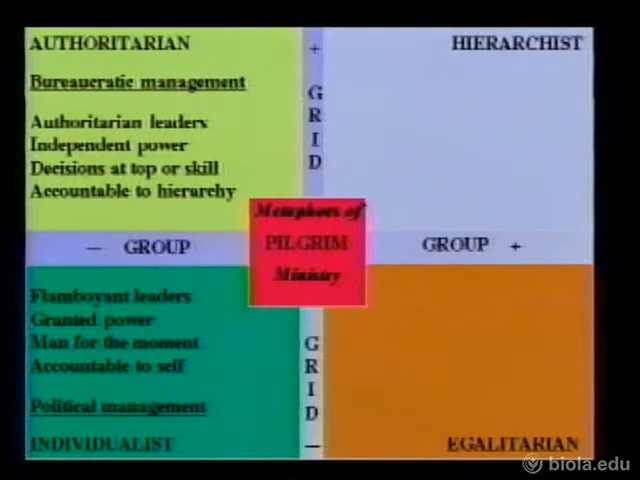 AUTHORITARIAN
Bureaucratic management
Authoritarian leaders
Independent power
Decisions at top or skill
Accountable to hierarchy
+
G
R
I
D
HIERARCHIST
Metaphors of
PILGRIM
Ministry
— GROUP
GROUP +
Flamboyant leaders
Granted power
Man for the moment
Accountable to self
Political management
INDIVIDUALIST
G
R
I
D
—
EGALITARIAN
biola.edu